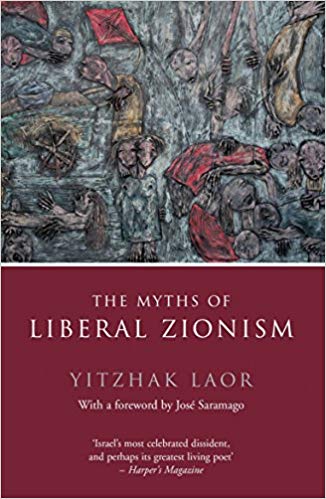 THE MYTHS OF
LIBERAL ZIONISM
YITZHAK LAOR
With a foreword by José Saramago
‘Israel’s most celebrated dissident,
and perhaps its greatest living poet’
– Harper’s Magazine